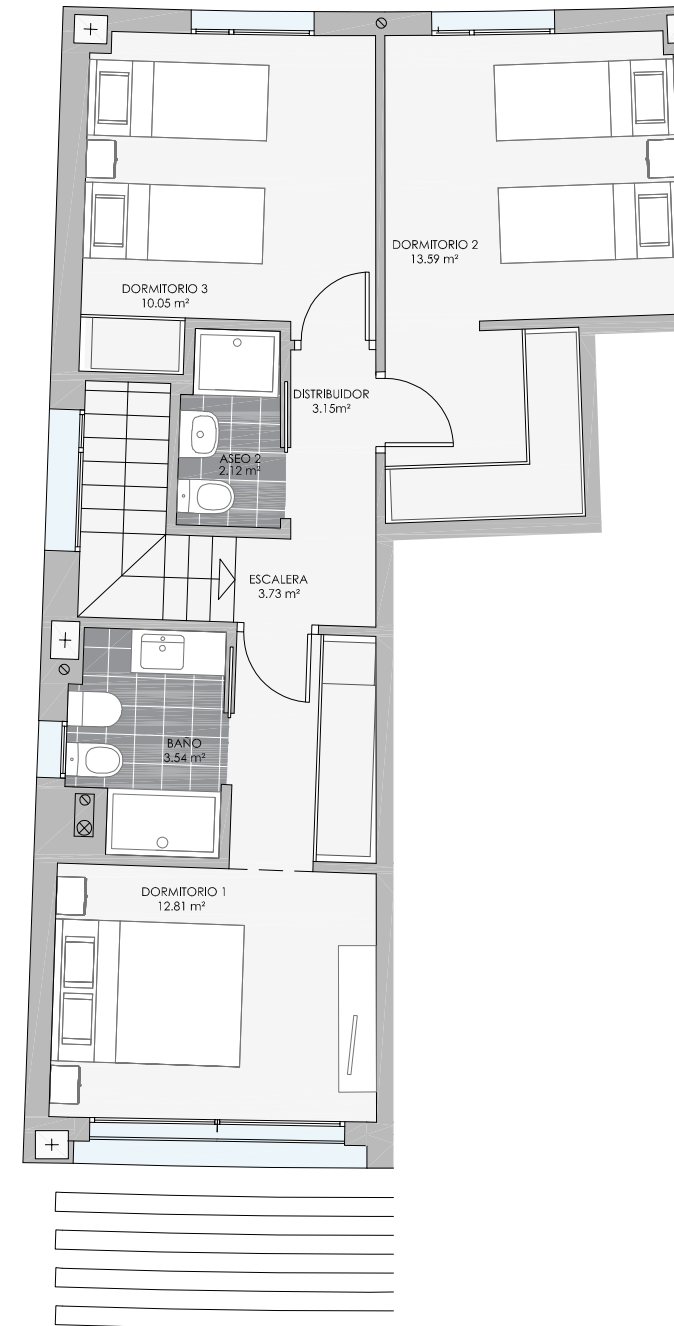 DORMITORIO 2
13.59 m²
DORMITORIO 3
10.05 m²
DISTRIBUIDOR
3.15m²
ASEO 2
2.12 m²
ESCALERA
3.73 m²
BAÑO
3.54 m²
DORMITORIO 1
12.81 m²